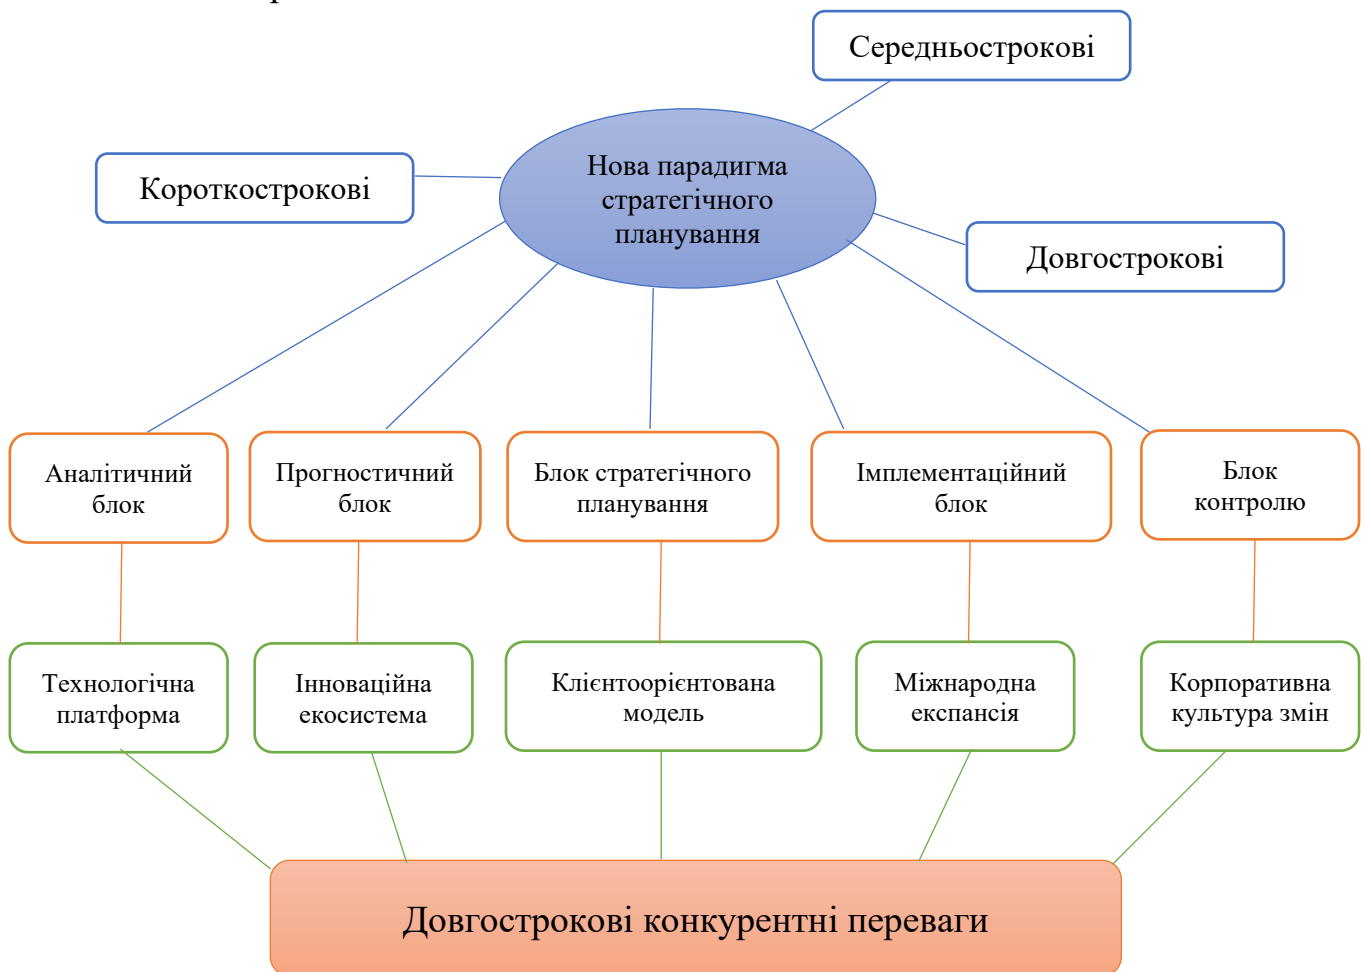 Середньострокові
Нова парадигма
стратегічного
планування
Короткострокові
Довгострокові
Аналітичний
блок
Прогностичний
блок
Блок стратегічного
планування
Імплементаційний
блок
Блок
контролю
Технологічна
платформа
Інноваційна
екосистема
Клієнтоорієнтована
модель
Міжнародна
експансія
Корпоративна
культура змін
Довгострокові конкурентні переваги